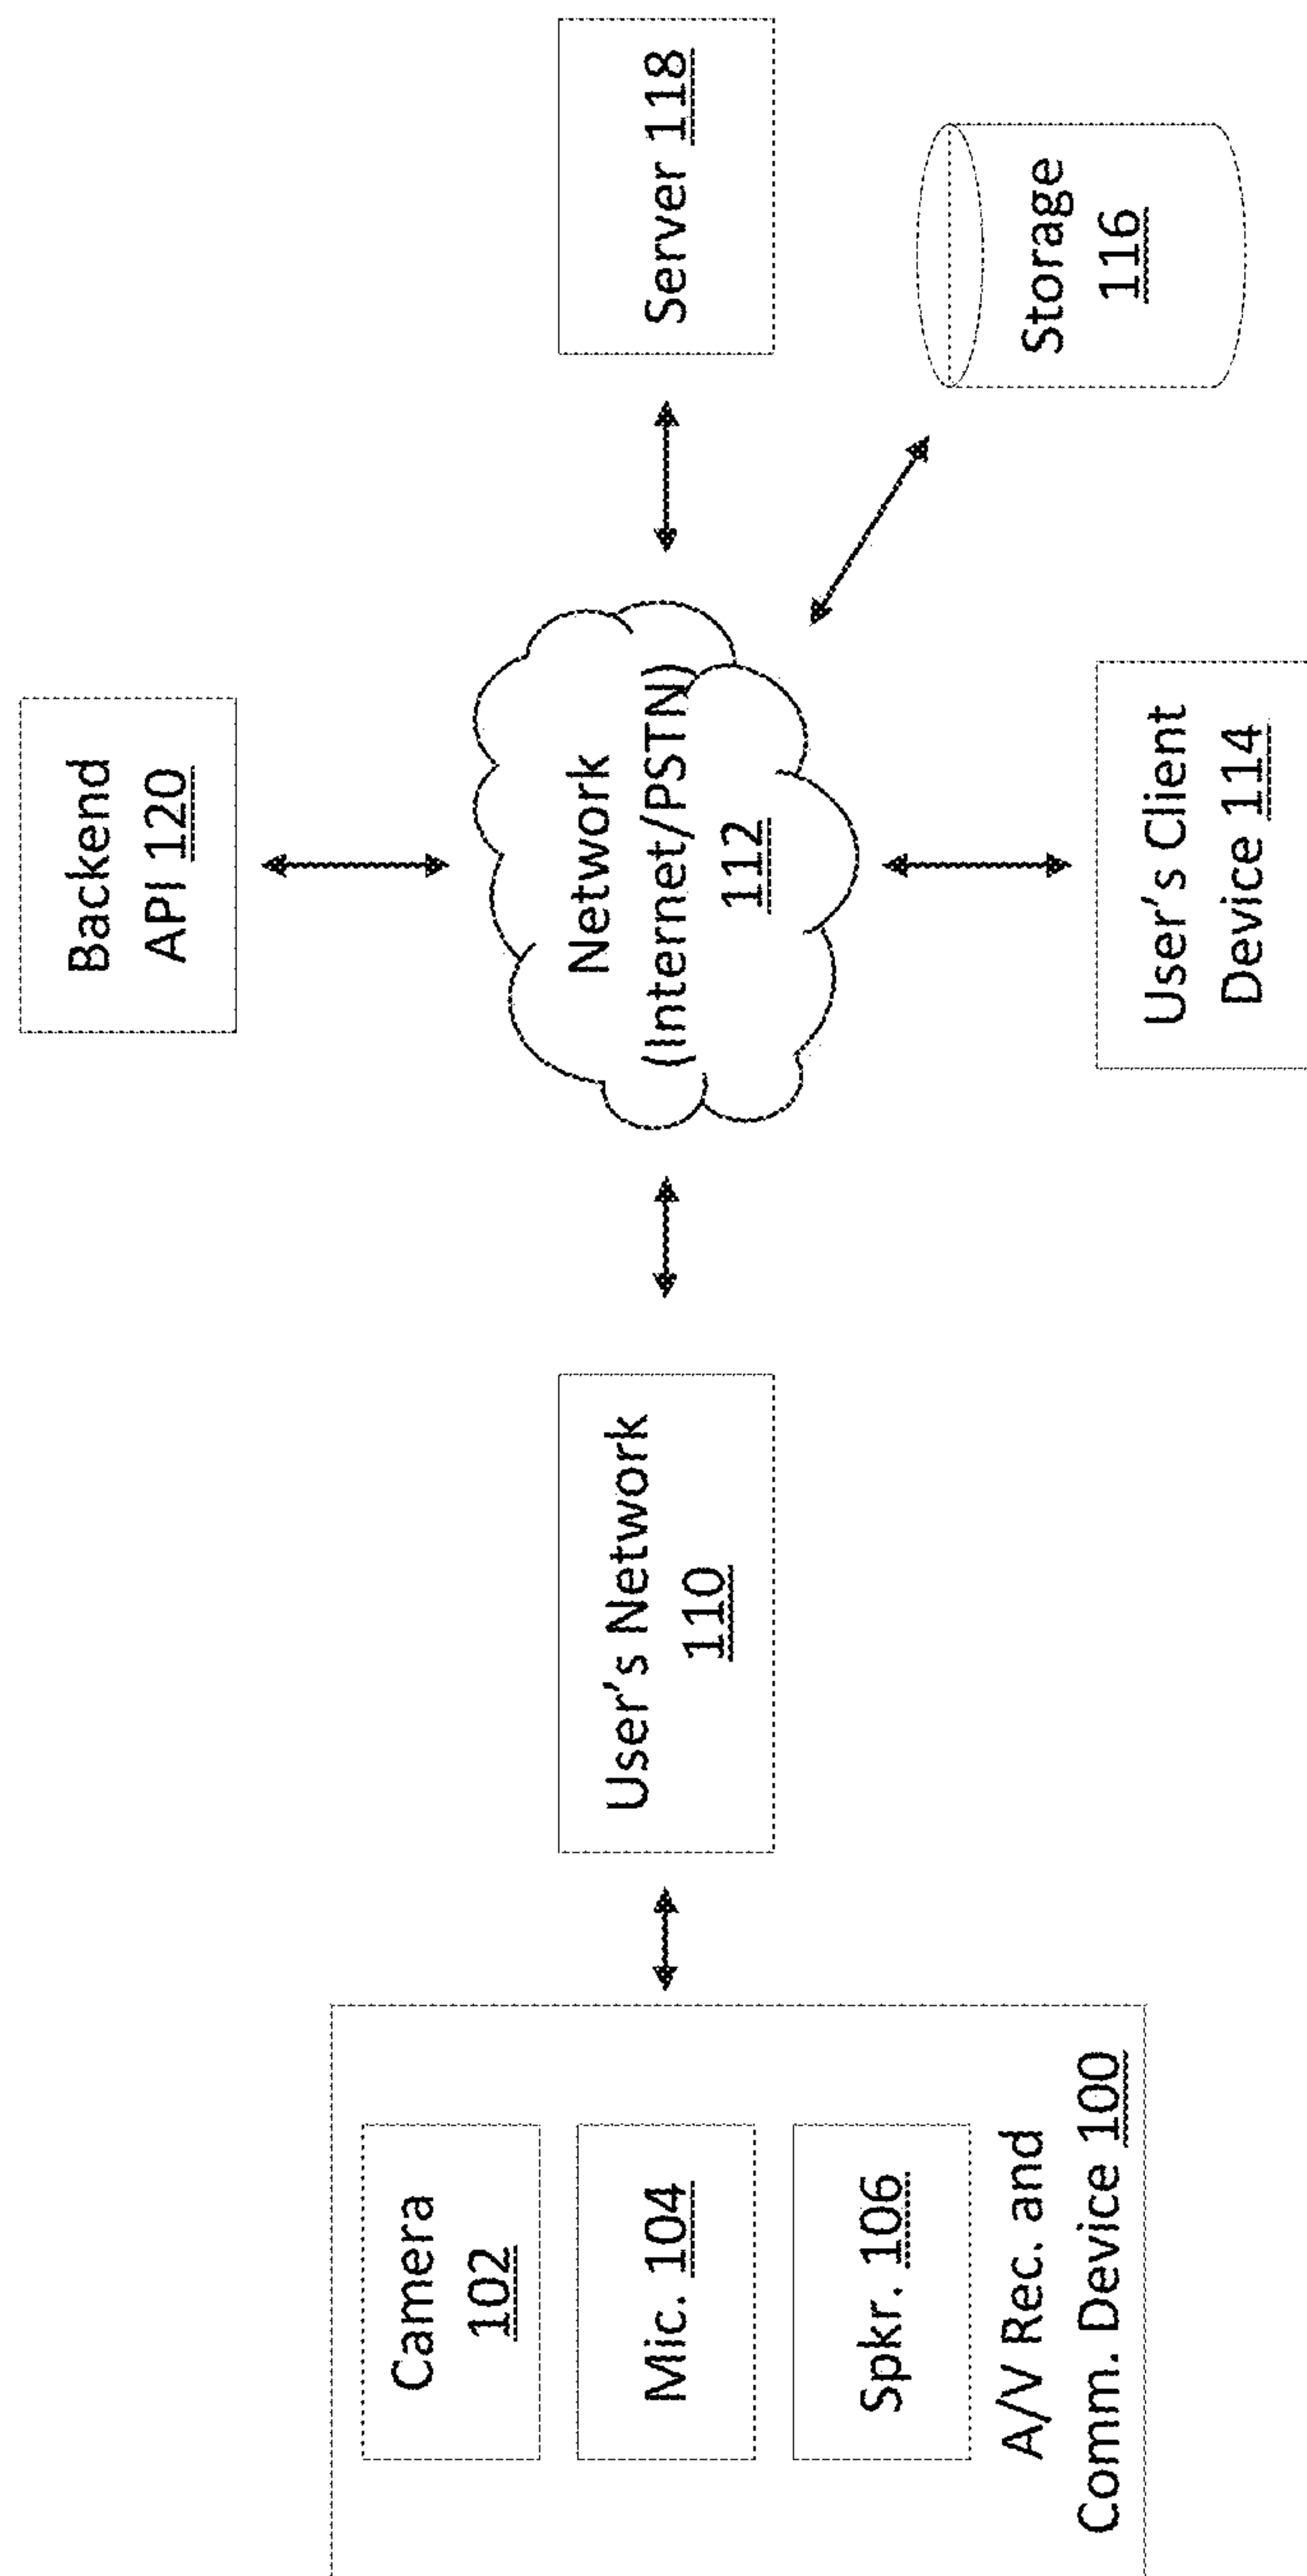 Camera
102
Mic. 104
Spkr. 106
A/V Rec. and
Comm. Device 100
User's Network
110
Backend
API 120
Network
(Internet/PSTN)
112
User's Client
Device 114
Server 118
Storage
116